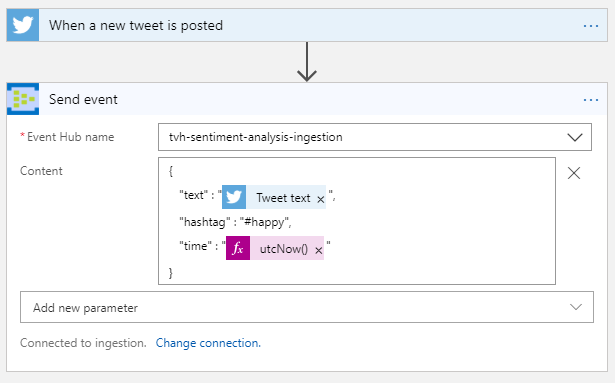 When a new tweet is posted
...
Send event
...
* Event Hub name
tvh-sentiment-analysis-ingestion
Content
{
"text" : " Tweet text × ",
"hashtag" : "#happy",
"time" : " fx utcNow() × "
}
Add new parameter
Connected to ingestion. Change connection.